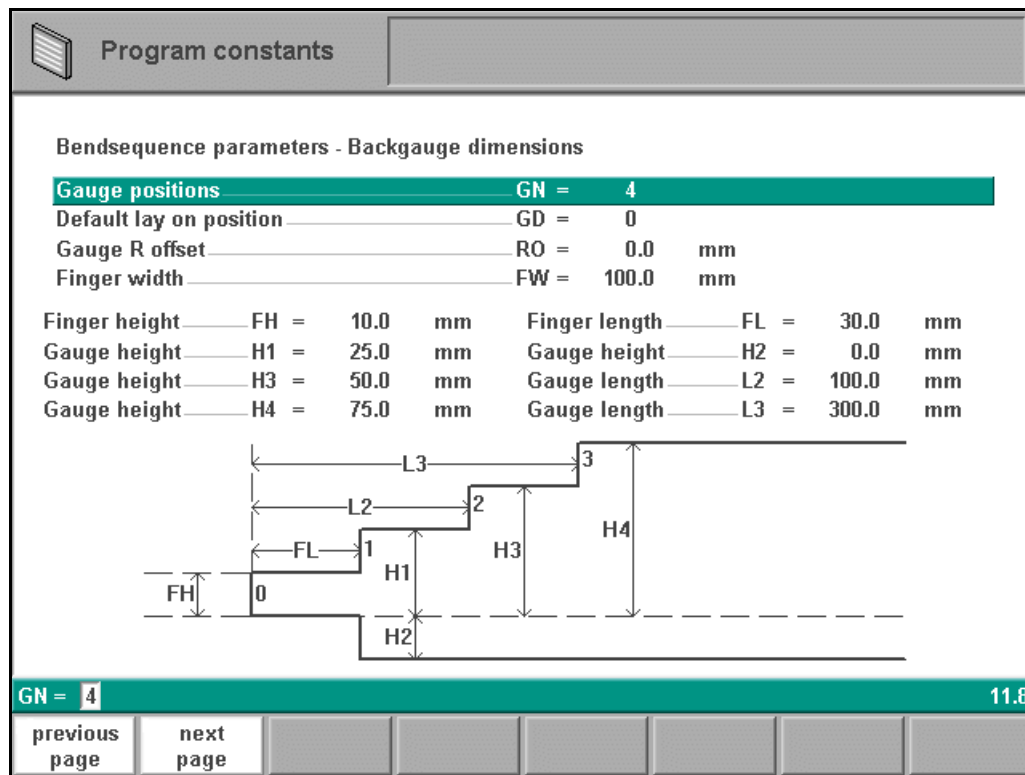 Program constants
Bendsequence parameters - Backgauge dimensions
Gauge positions GN = 4
Default lay on position GD = 0
Gauge R offset RO = 0.0 mm
Finger width FW = 100.0 mm
Finger height FH = 10.0 mm Finger length FL = 30.0 mm
Gauge height H1 = 25.0 mm Gauge height H2 = 0.0 mm
Gauge height H3 = 50.0 mm Gauge length L2 = 100.0 mm
Gauge height H4 = 75.0 mm Gauge length L3 = 300.0 mm
L3 3
L2 2
H4
FL 1 H3
H1
FH 0
H2
GN = 4 11.8
previous page
next page